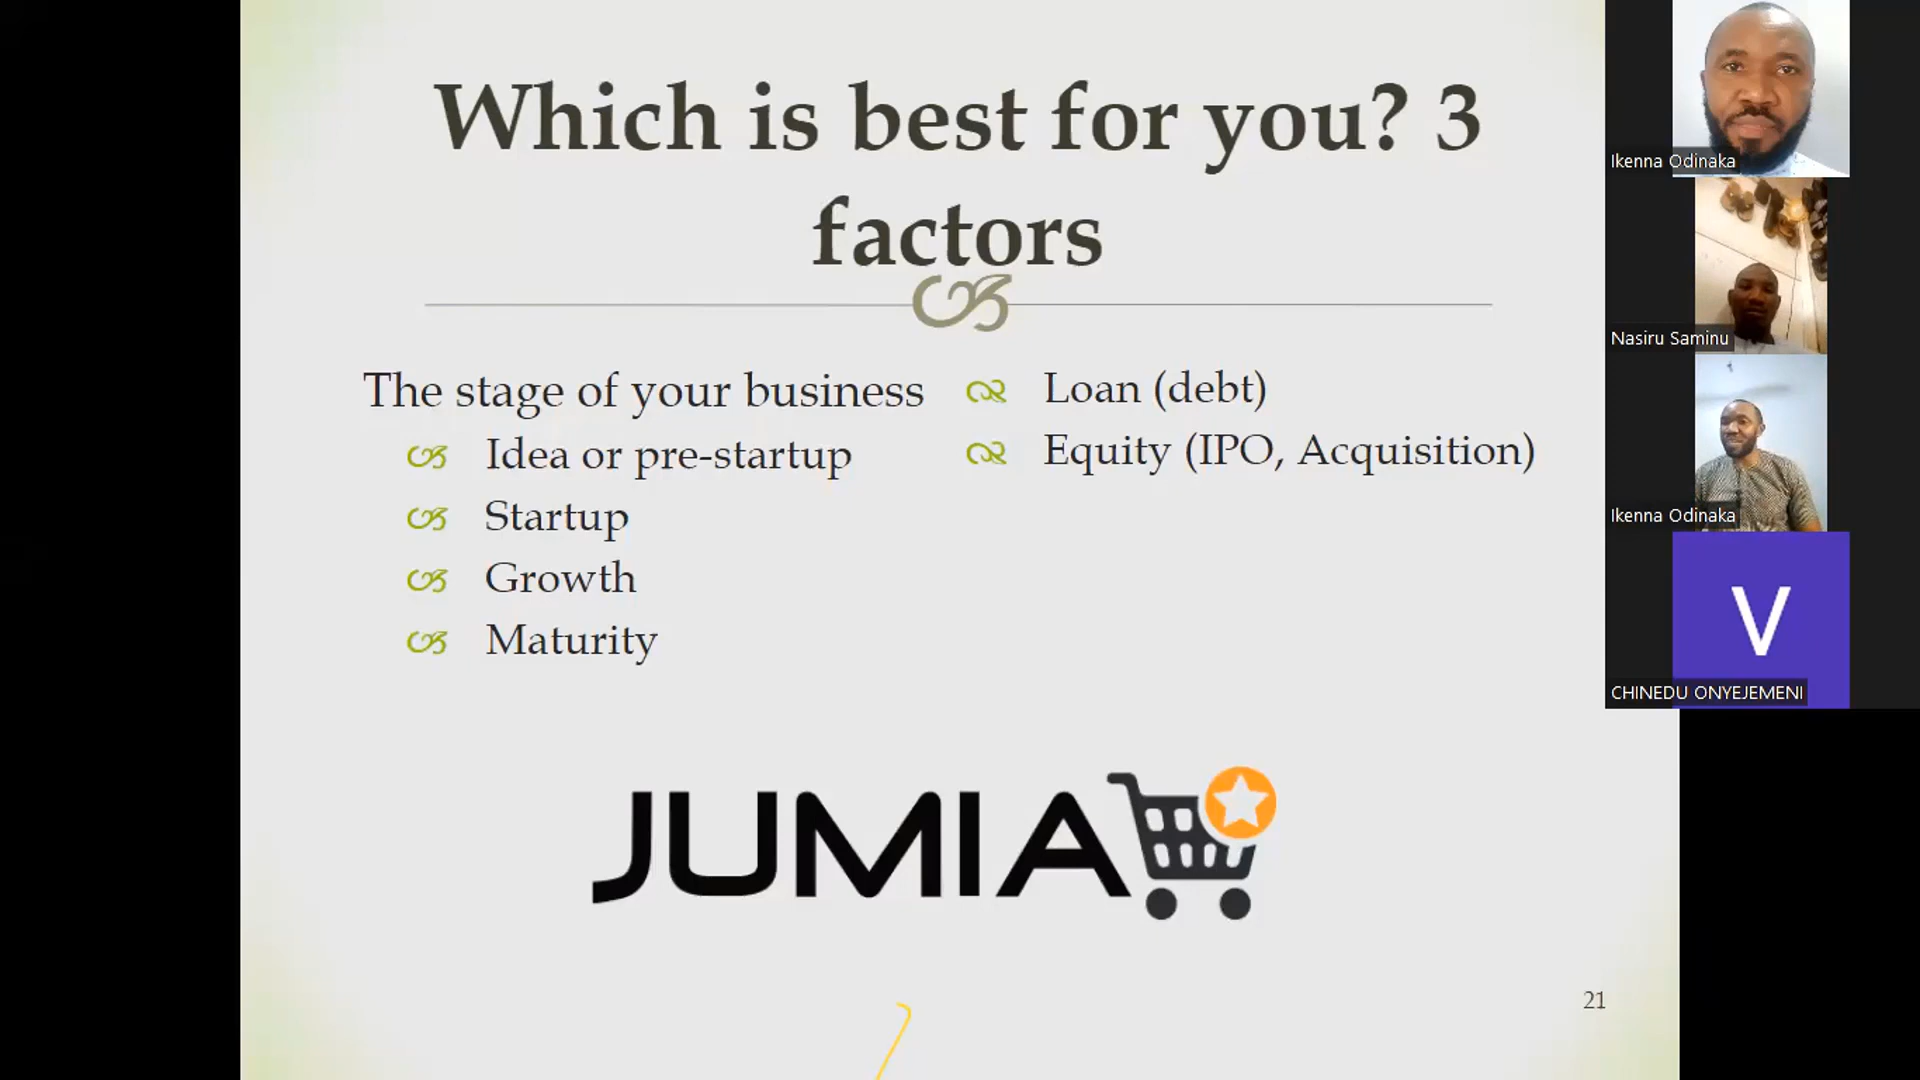 Which is best for you? 3
factors
The stage of your business
Idea or pre-startup
Startup
Growth
Maturity
Loan (debt)
Equity (IPO, Acquisition)
JUMIA
21
Ikenna Odinaka
Nasiru Saminu
Ikenna Odinaka
V
CHINEDU ONYEJEMENI